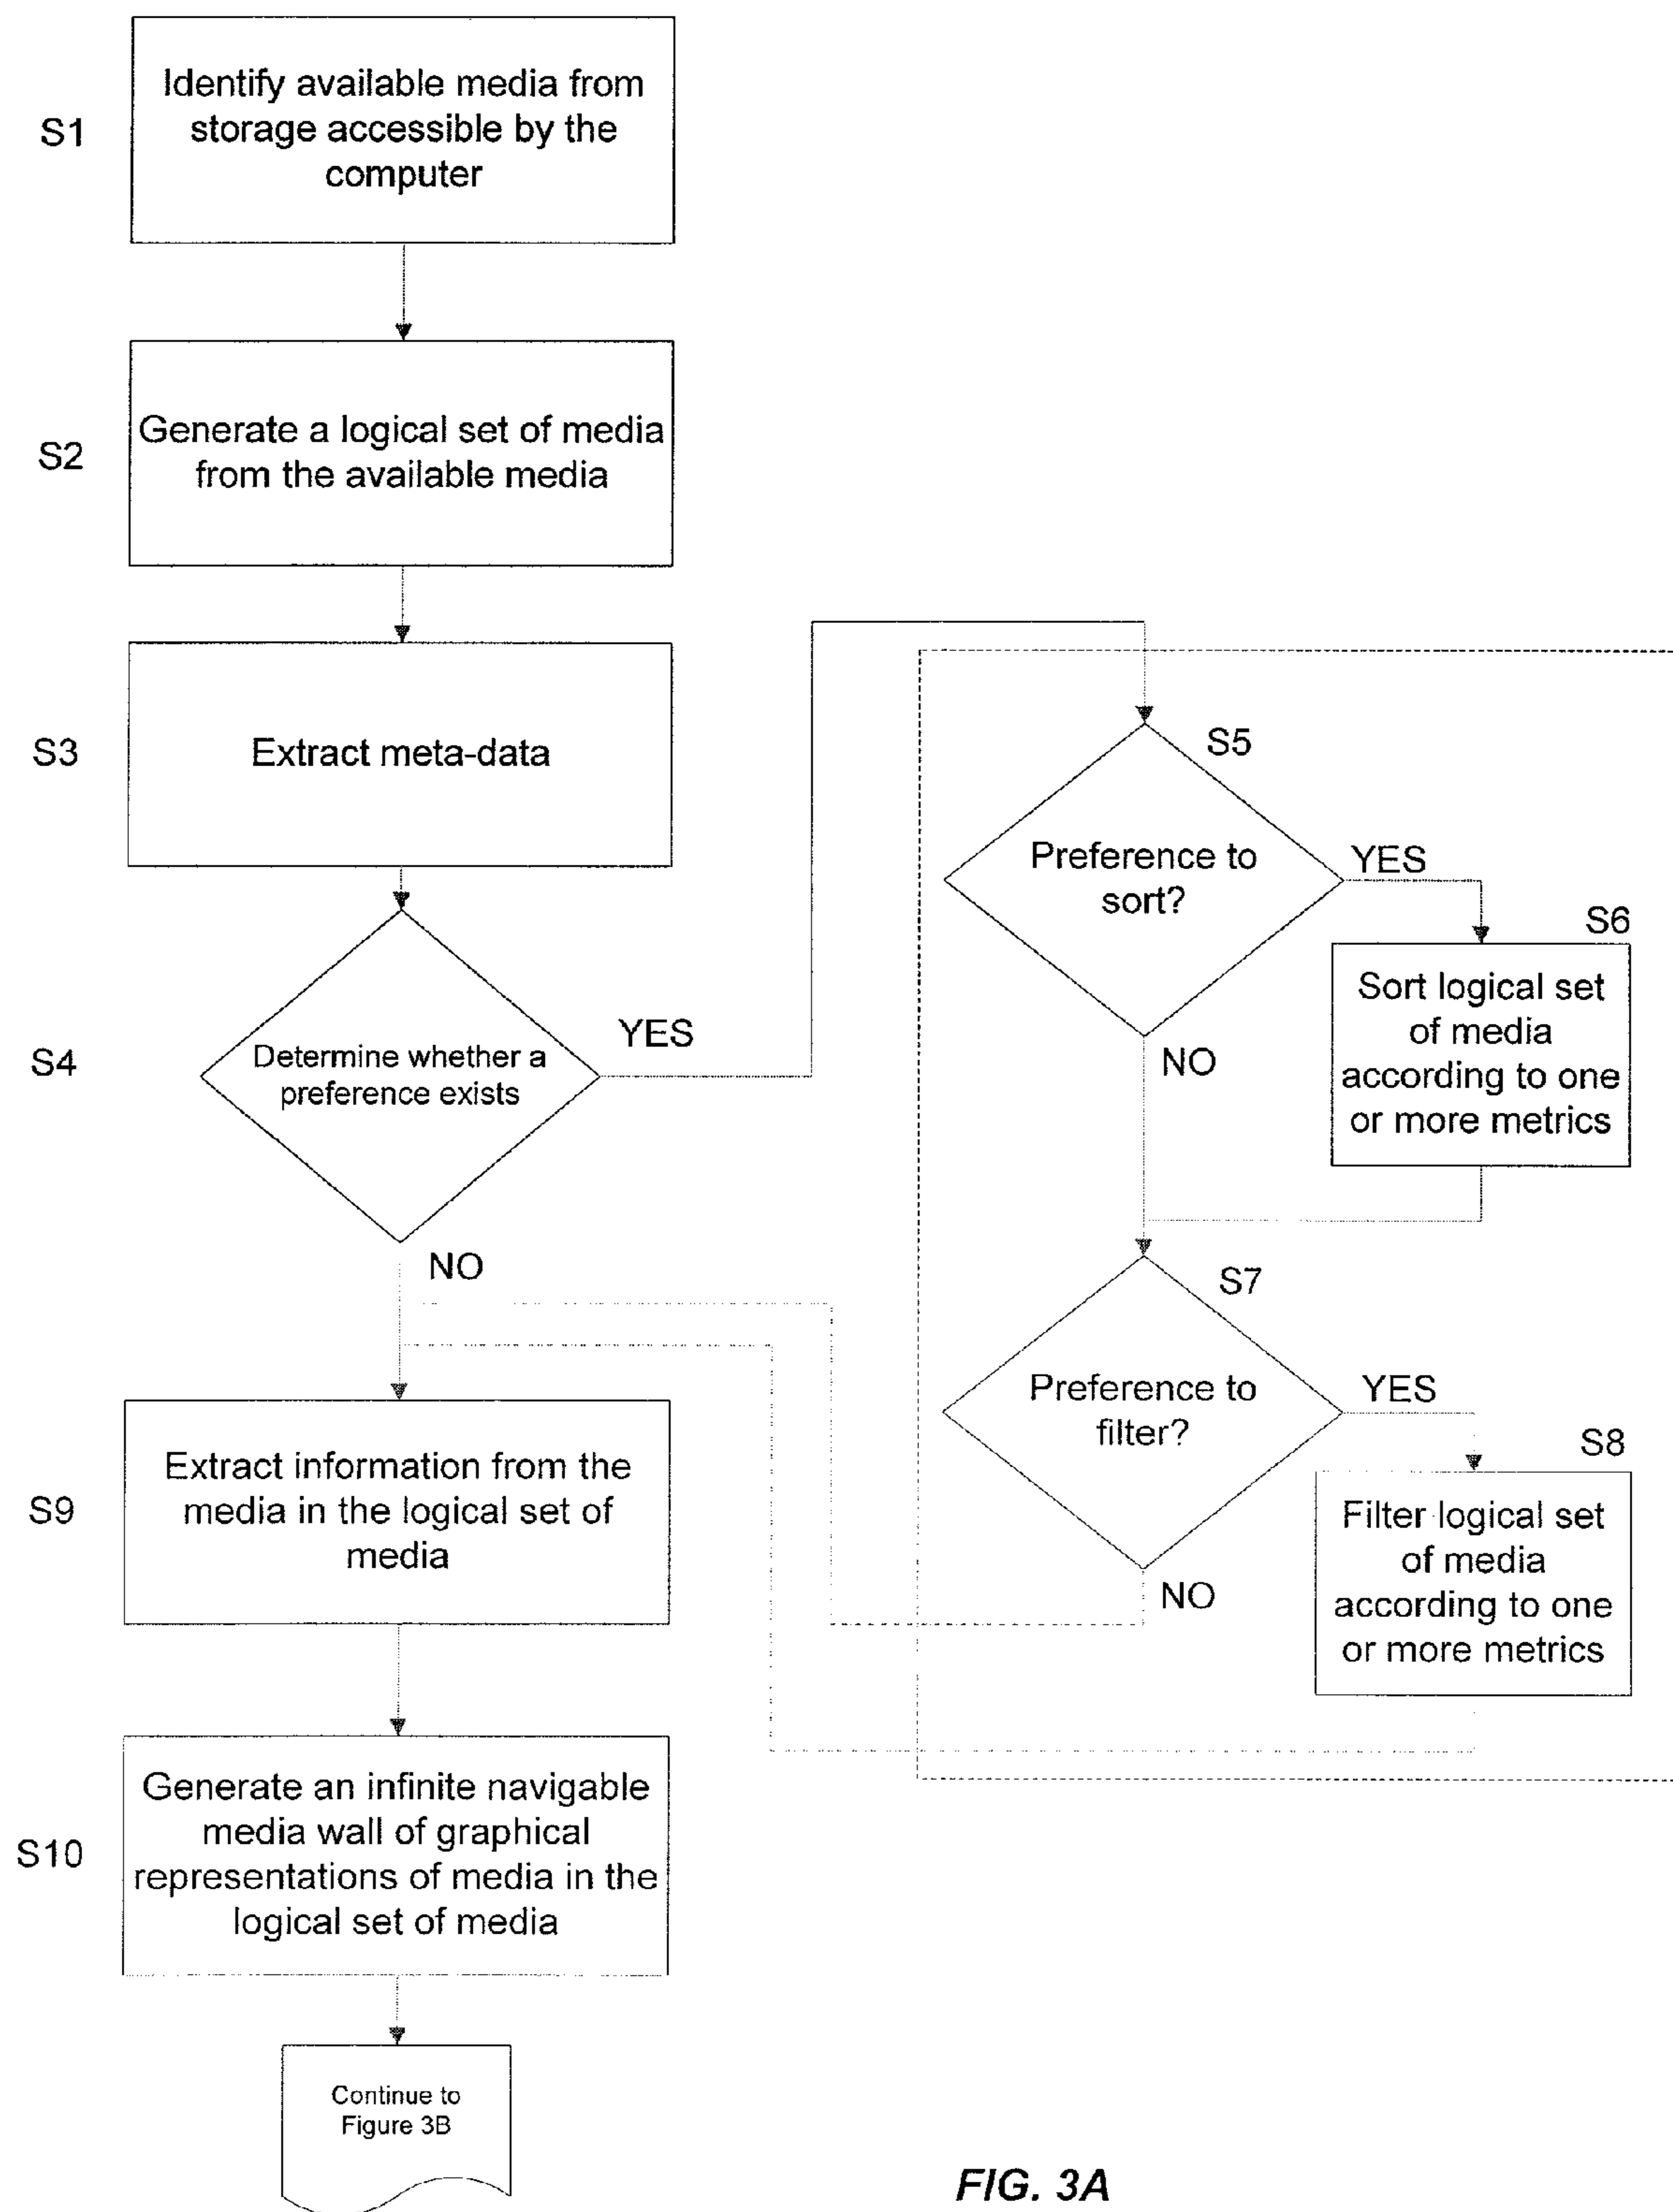 S1
Identify available media from
storage accessible by the
computer
S2
Generate a logical set of media
from the available media
S3
Extract meta-data
S4
Determine whether a
preference exists
YES
NO
S5
Preference to
sort?
YES
NO
S6
Sort logical set
of media
according to one
or more metrics
S7
Preference to
filter?
YES
NO
S8
Filter logical set
of media
according to one
or more metrics
S9
Extract information from the
media in the logical set of
media
S10
Generate an infinite navigable
media wall of graphical
representations of media in the
logical set of media
Continue to
Figure 3B
FIG. 3A